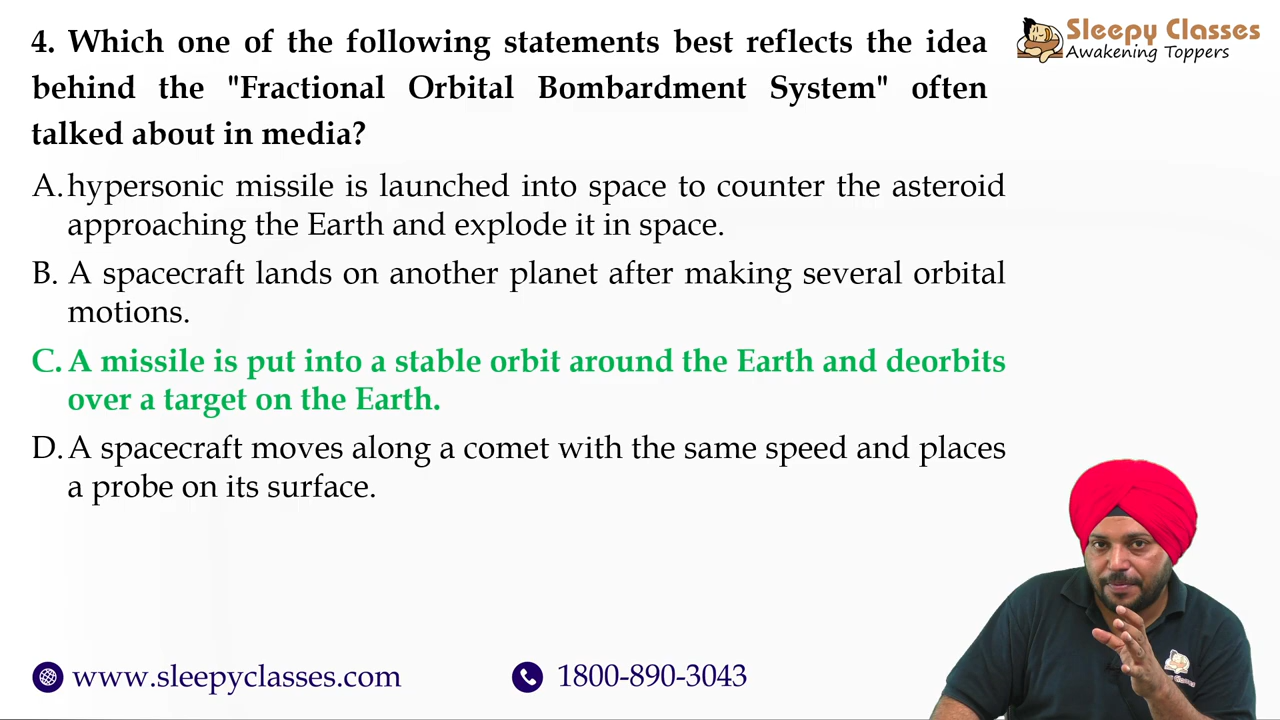 4. Which one of the following statements best reflects the idea
behind the "Fractional Orbital Bombardment System" often
talked about in media?
A. hypersonic missile is launched into space to counter the asteroid
approaching the Earth and explode it in space.
B. A spacecraft lands on another planet after making several orbital
motions.
C. A missile is put into a stable orbit around the Earth and deorbits
over a target on the Earth.
D. A spacecraft moves along a comet with the same speed and places
a probe on its surface.
Sleepy Classes
Awakening Toppers
www.sleepyclasses.com
1800-890-3043